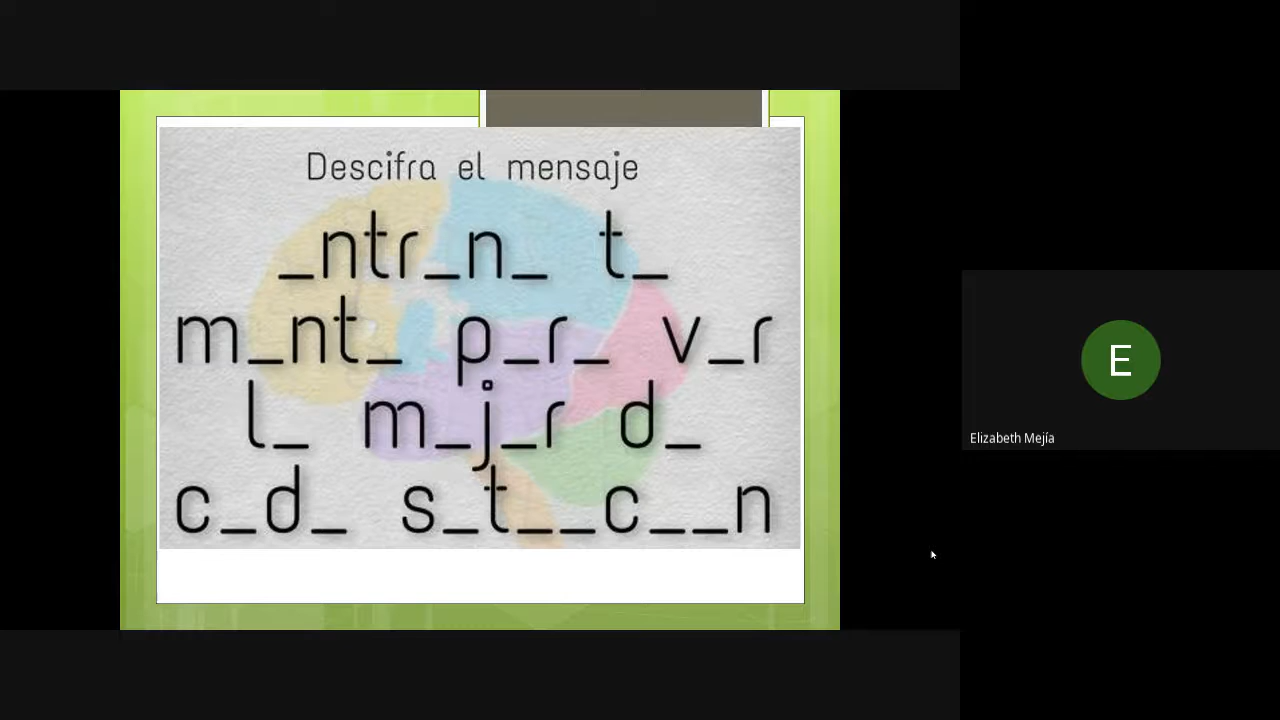 Descifra el mensaje
_ntr_n_ t_
m_nt_ p_r_ v_r
l_ m_j_r d_
c_d_ s_t__c__n
E
Elizabeth Mejía